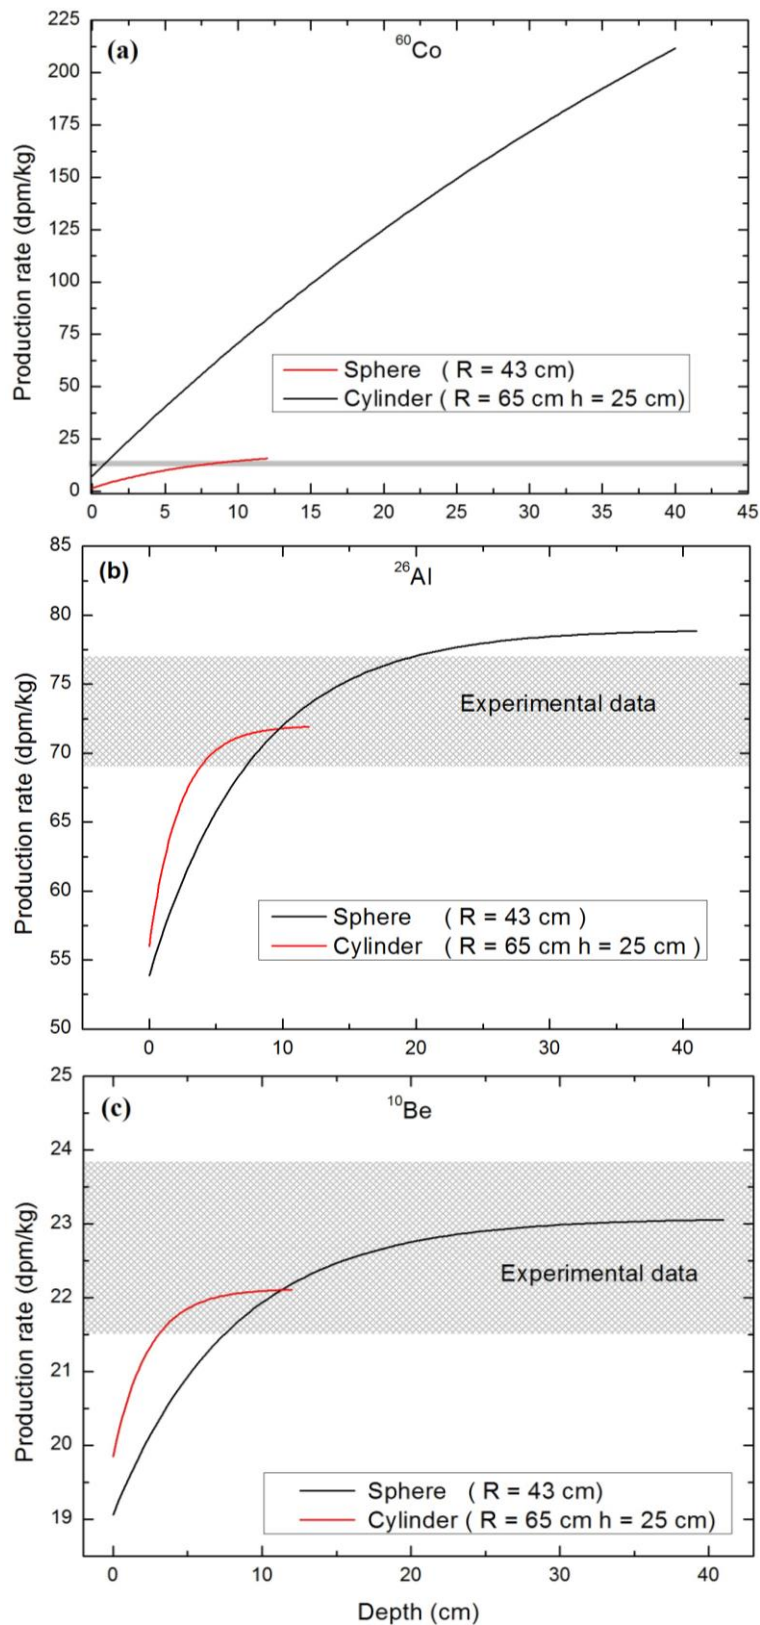 (a)
⁶⁰Co
225
200
175
150
125
100
75
50
25
0
Production rate (dpm/kg)
Sphere ( R = 43 cm)
Cylinder ( R = 65 cm h = 25 cm)
0 5 10 15 20 25 30 35 40 45
(b)
²⁶Al
85
80
75
70
65
60
55
50
Production rate (dpm/kg)
Experimental data
Sphere ( R = 43 cm )
Cylinder ( R = 65 cm h = 25 cm )
0 10 20 30 40
(c)
¹⁰Be
25
24
23
22
21
20
19
Production rate (dpm/kg)
Experimental data
Sphere ( R = 43 cm)
Cylinder ( R = 65 cm h = 25 cm)
0 10 20 30 40
Depth (cm)